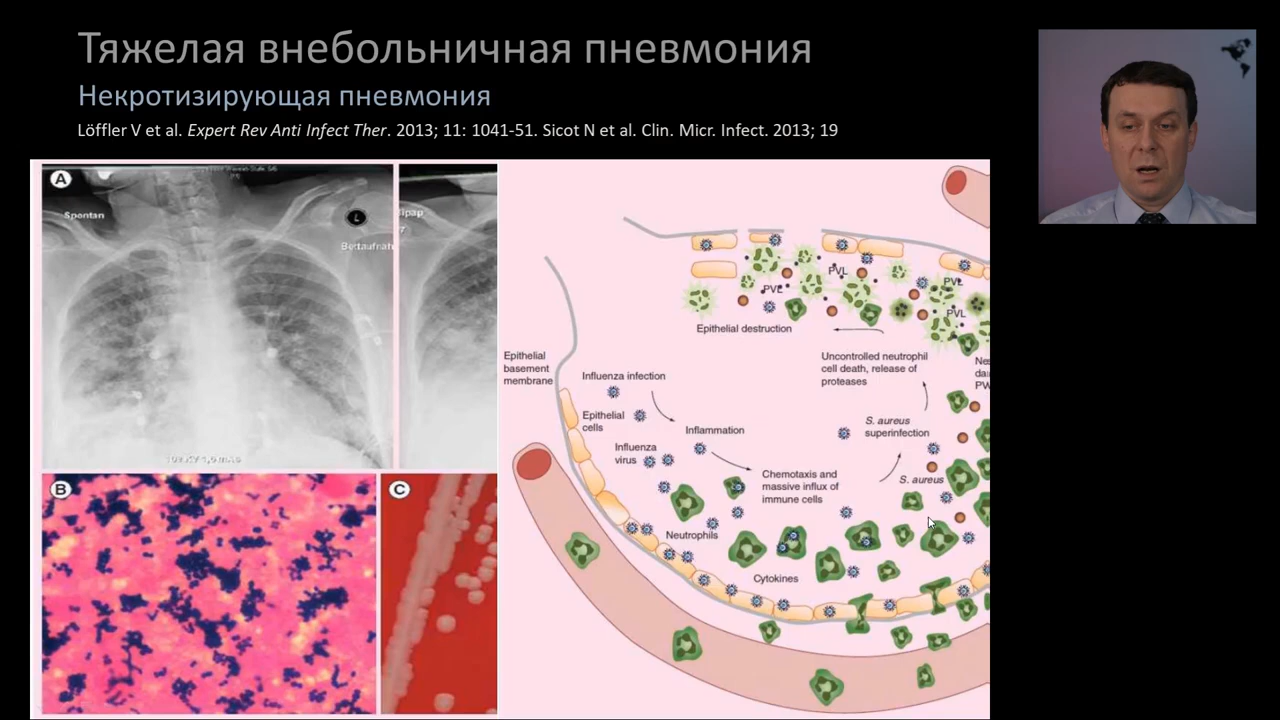 Тяжелая внебольничная пневмония
Некротизирующая пневмония
Löffler V et al. Expert Rev Anti Infect Ther. 2013; 11: 1041-51. Sicot N et al. Clin. Micr. Infect. 2013; 19
A
Spontan
L
Bettaufnah
B
C
PVL
PVL
PVL
PVL
Epithelial destruction
Epithelial
basement
membrane
Influenza infection
Epithelial
cells
Influenza
virus
Inflammation
Chemotaxis and
massive influx of
immune cells
Neutrophils
Cytokines
Uncontrolled neutrophil
cell death, release of
proteases
S. aureus
superinfection
S. aureus